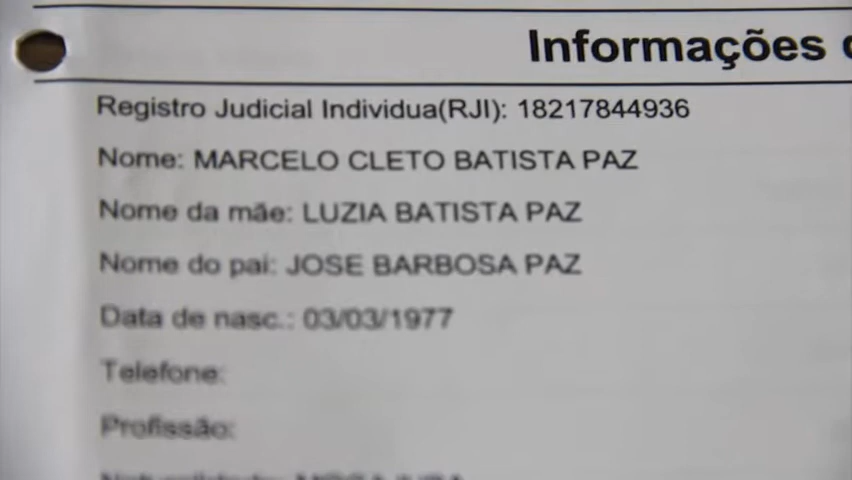 Informações
Registro Judicial Individua(RJI): 18217844936
Nome: MARCELO CLETO BATISTA PAZ
Nome da mãe: LUZIA BATISTA PAZ
Nome do pai: JOSE BARBOSA PAZ
Data de nasc.: 03/03/1977
Telefone:
Profissão: